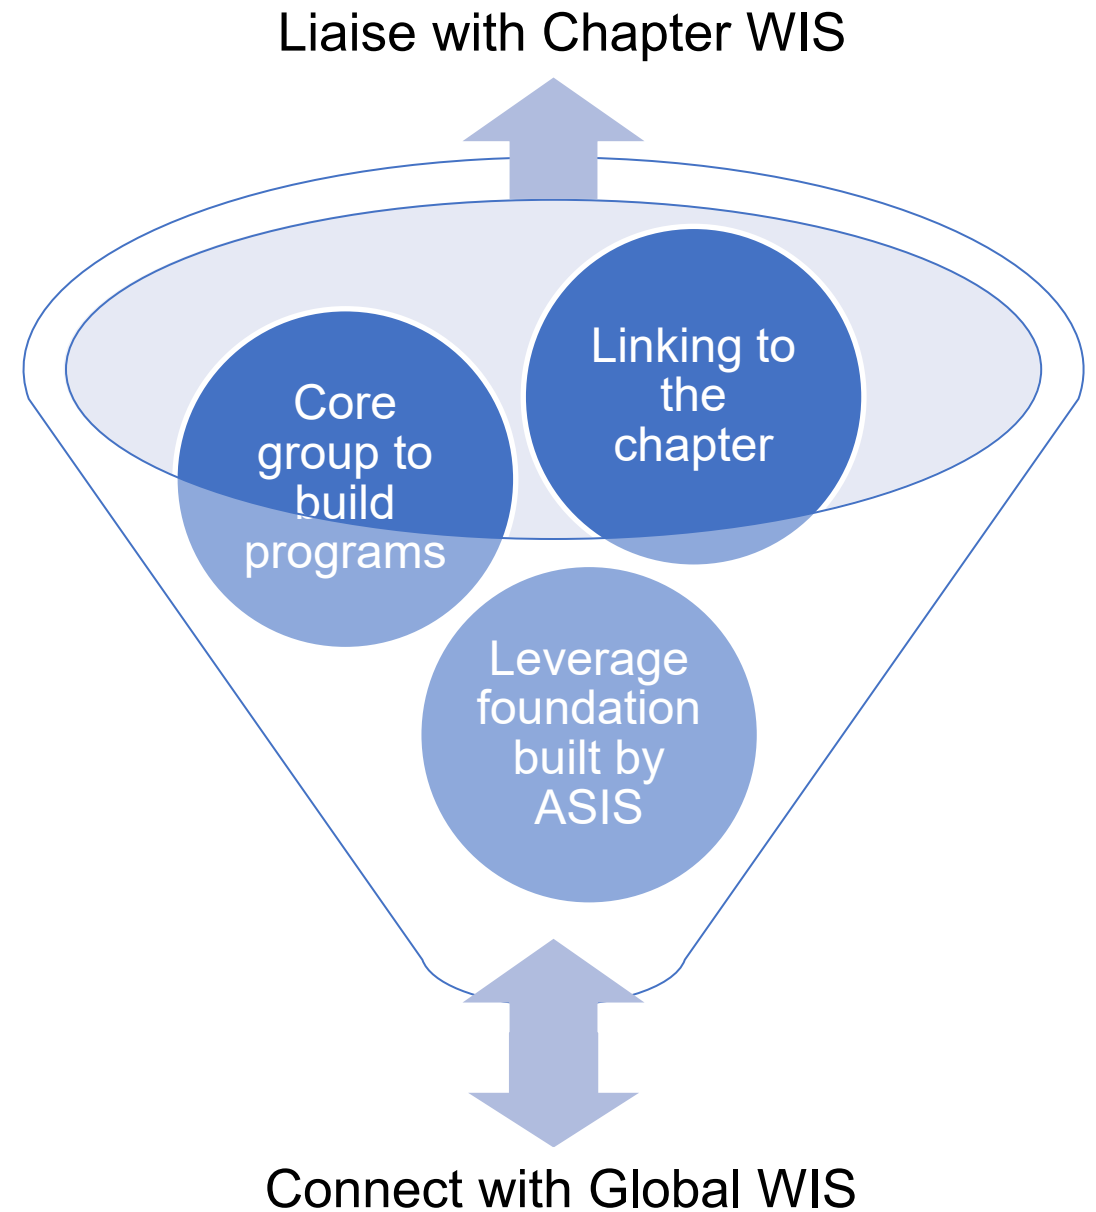 Liaise with Chapter WIS
Linking to
the
chapter
Core
group to
build
programs
Leverage
foundation
built by
ASIS
Connect with Global WIS